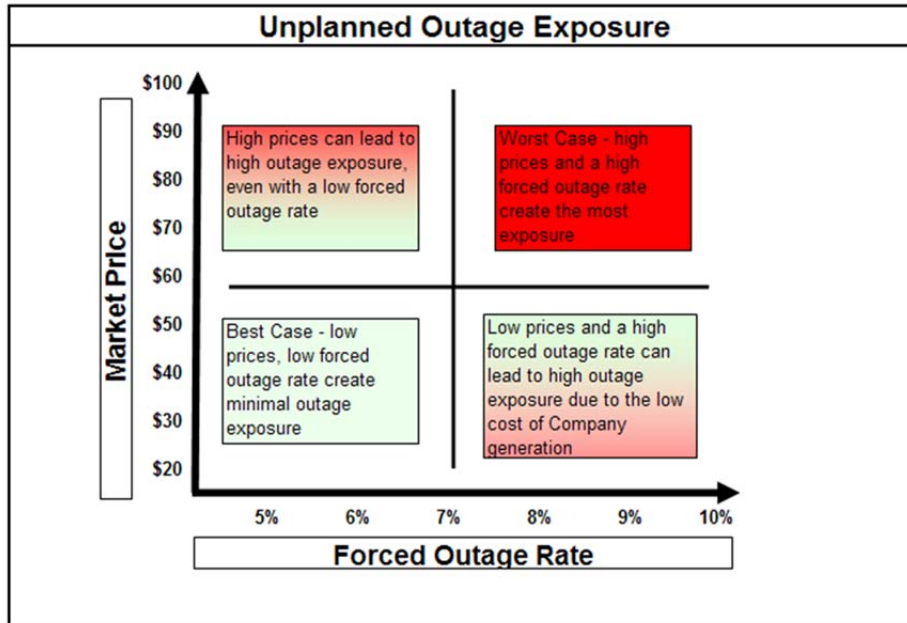 Unplanned Outage Exposure
Market Price
$100
$90
$80
$70
$60
$50
$40
$30
$20
High prices can lead to
high outage exposure,
even with a low forced
outage rate
Worst Case - high
prices and a high
forced outage rate
create the most
exposure
Best Case - low
prices, low forced
outage rate create
minimal outage
exposure
Low prices and a high
forced outage rate can
lead to high outage
exposure due to the low
cost of Company
generation
5% 6% 7% 8% 9% 10%
Forced Outage Rate